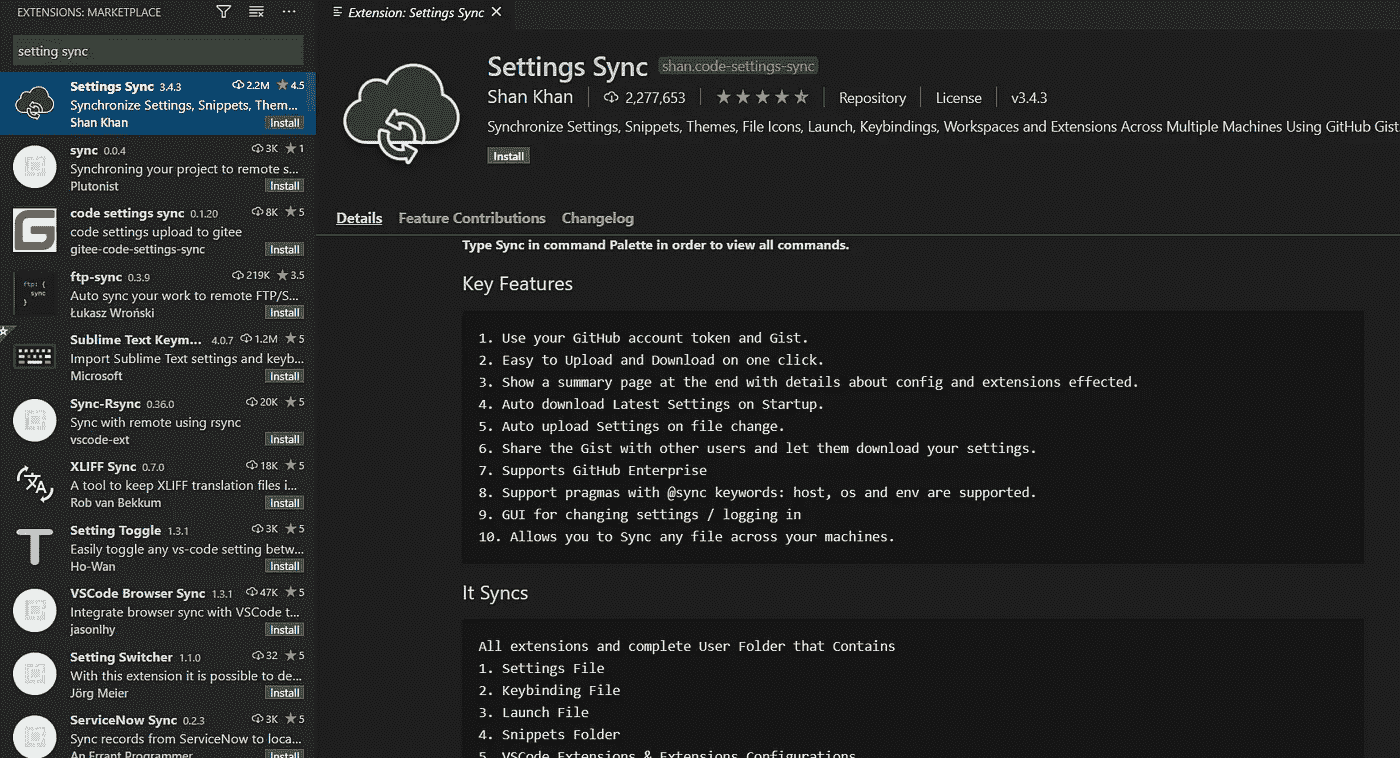 EXTENSIONS: MARKETPLACE
setting sync
Settings Sync 3.4.3 2.2M 4.5
Synchronize Settings, Snippets, Them...
Shan Khan Install
sync 0.0.4 3K 1
Synchroning your project to remote s...
Plutonist Install
code settings sync 0.1.20 8K 5
code settings upload to gitee
gitee-code-settings-sync Install
ftp-sync 0.3.9 219K 3.5
Auto sync your work to remote FTP/S...
Łukasz Wroński Install
Sublime Text Keym... 4.0.7 1.2M 5
Import Sublime Text settings and keyb...
Microsoft Install
Sync-Rsync 0.36.0 20K 5
Sync with remote using rsync
vscode-ext Install
XLIFF Sync 0.7.0 18K 5
A tool to keep XLIFF translation files i...
Rob van Bekkum Install
Setting Toggle 1.3.1 3K 5
Easily toggle any vs-code setting betw...
Ho-Wan Install
VSCode Browser Sync 1.3.1 47K 5
Integrate browser sync with VSCode t...
jasonlhy Install
Setting Switcher 1.1.0 32 5
With this extension it is possible to de...
Jörg Meier Install
ServiceNow Sync 0.2.3 3K 5
Sync records from ServiceNow to loca...
An Errant Programmer Install
ftp: {
sync
}
Extension: Settings Sync
Settings Sync shan.code-settings-sync
Shan Khan 2,277,653 Repository License v3.4.3
Synchronize Settings, Snippets, Themes, File Icons, Launch, Keybindings, Workspaces and Extensions Across Multiple Machines Using GitHub Gist
Install
Details Feature Contributions Changelog
Type Sync in command Palette in order to view all commands.
Key Features
1. Use your GitHub account token and Gist.
2. Easy to Upload and Download on one click.
3. Show a summary page at the end with details about config and extensions effected.
4. Auto download Latest Settings on Startup.
5. Auto upload Settings on file change.
6. Share the Gist with other users and let them download your settings.
7. Supports GitHub Enterprise
8. Support pragmas with @sync keywords: host, os and env are supported.
9. GUI for changing settings / logging in
10. Allows you to Sync any file across your machines.
It Syncs
All extensions and complete User Folder that Contains
1. Settings File
2. Keybinding File
3. Launch File
4. Snippets Folder
5. VSCode Extensions & Extensions Configurations